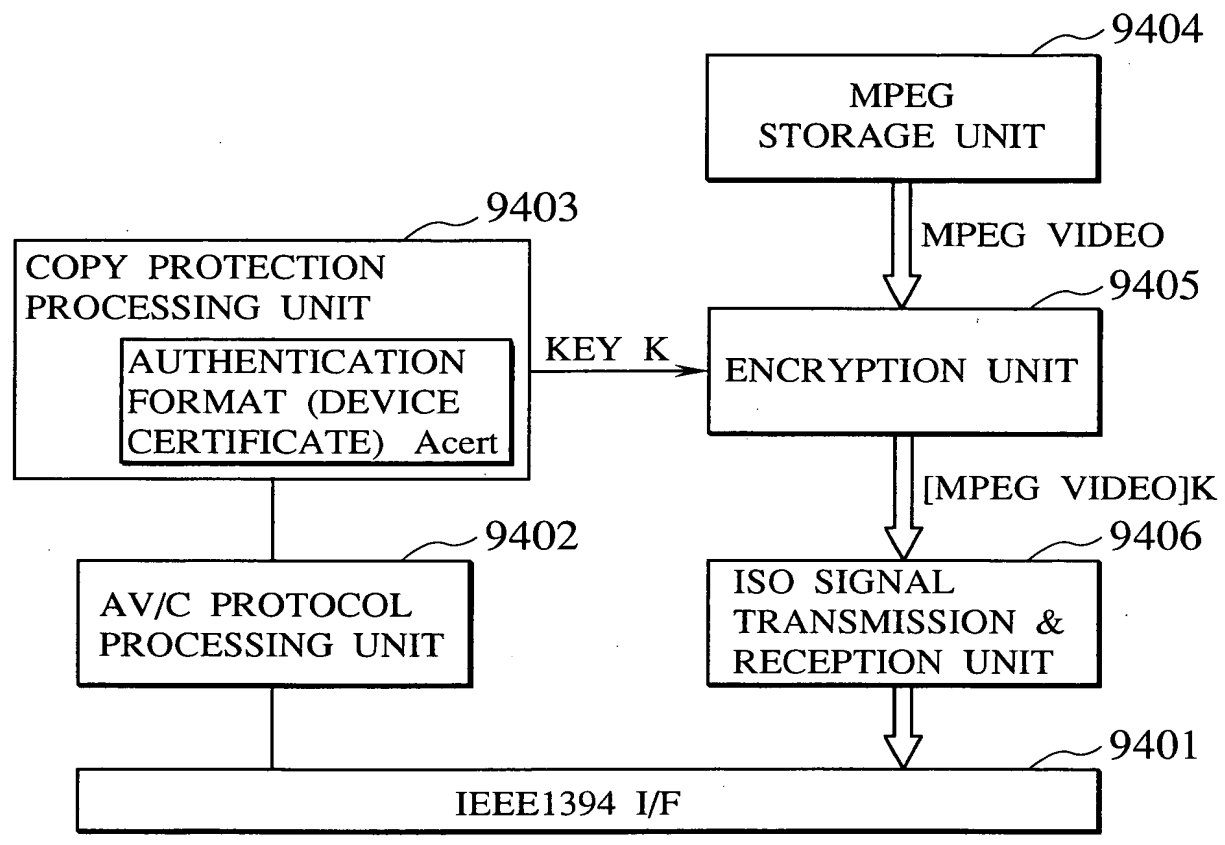 9404
MPEG
STORAGE UNIT
MPEG VIDEO
9403
COPY PROTECTION
PROCESSING UNIT
AUTHENTICATION
FORMAT (DEVICE
CERTIFICATE) Acert
KEY K
9405
ENCRYPTION UNIT
[MPEG VIDEO]K
9402
AV/C PROTOCOL
PROCESSING UNIT
9406
ISO SIGNAL
TRANSMISSION &
RECEPTION UNIT
9401
IEEE1394 I/F